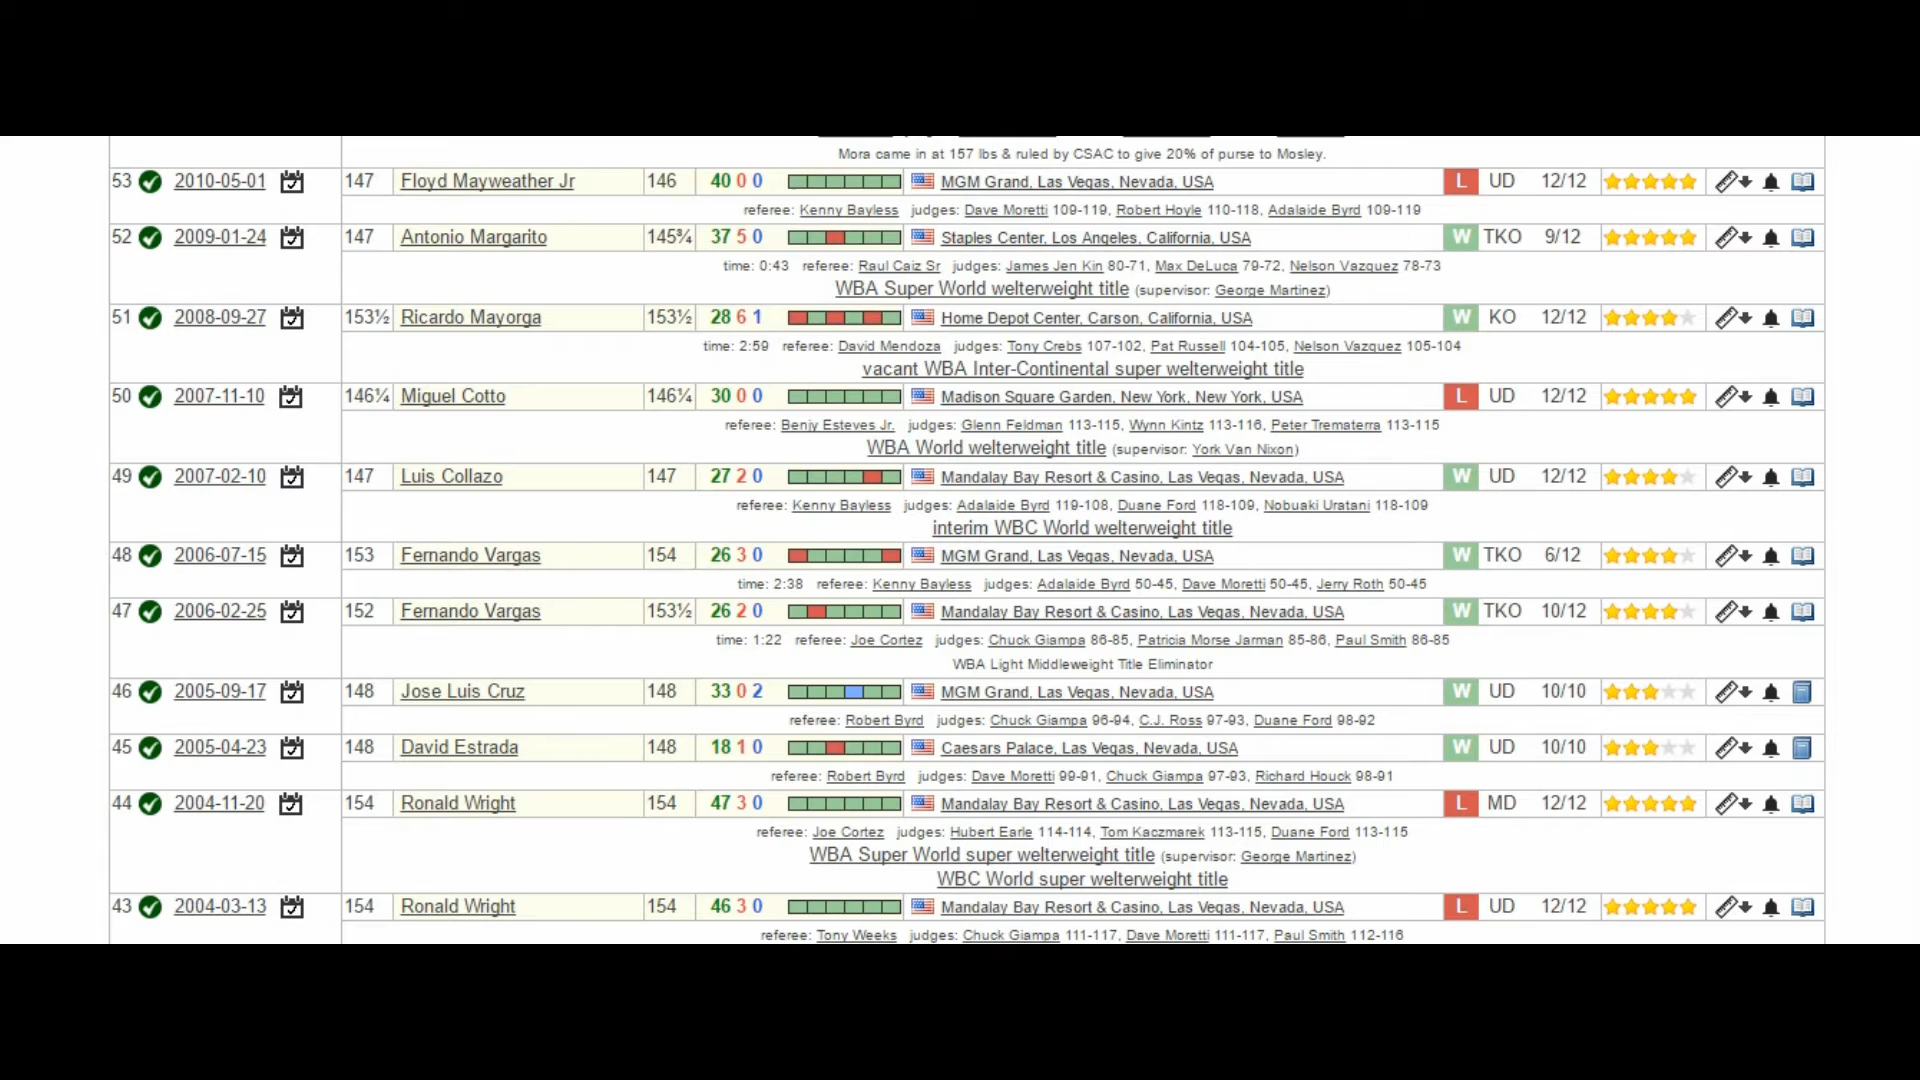 Mora came in at 157 lbs & ruled by CSAC to give 20% of purse to Mosley.
53 2010-05-01 147 Floyd Mayweather Jr 146 40 0 0 MGM Grand, Las Vegas, Nevada, USA L UD 12/12
referee: Kenny Bayless judges: Dave Moretti 109-119, Robert Hoyle 110-118, Adalaide Byrd 109-119
52 2009-01-24 147 Antonio Margarito 145¾ 37 5 0 Staples Center, Los Angeles, California, USA W TKO 9/12
time: 0:43 referee: Raul Caiz Sr judges: James Jen Kin 80-71, Max DeLuca 79-72, Nelson Vazquez 78-73
WBA Super World welterweight title (supervisor: George Martinez)
51 2008-09-27 153½ Ricardo Mayorga 153½ 28 6 1 Home Depot Center, Carson, California, USA W KO 12/12
time: 2:59 referee: David Mendoza judges: Tony Crebs 107-102, Pat Russell 104-105, Nelson Vazquez 105-104
vacant WBA Inter-Continental super welterweight title
50 2007-11-10 146¼ Miguel Cotto 146¼ 30 0 0 Madison Square Garden, New York, New York, USA L UD 12/12
referee: Benjy Esteves Jr. judges: Glenn Feldman 113-115, Wynn Kintz 113-116, Peter Trematerra 113-115
WBA World welterweight title (supervisor: York Van Nixon)
49 2007-02-10 147 Luis Collazo 147 27 2 0 Mandalay Bay Resort & Casino, Las Vegas, Nevada, USA W UD 12/12
referee: Kenny Bayless judges: Adalaide Byrd 119-108, Duane Ford 118-109, Nobuaki Uratani 118-109
interim WBC World welterweight title
48 2006-07-15 153 Fernando Vargas 154 26 3 0 MGM Grand, Las Vegas, Nevada, USA W TKO 6/12
time: 2:38 referee: Kenny Bayless judges: Adalaide Byrd 50-45, Dave Moretti 50-45, Jerry Roth 50-45
47 2006-02-25 152 Fernando Vargas 153½ 26 2 0 Mandalay Bay Resort & Casino, Las Vegas, Nevada, USA W TKO 10/12
time: 1:22 referee: Joe Cortez judges: Chuck Giampa 86-85, Patricia Morse Jarman 85-86, Paul Smith 86-85
WBA Light Middleweight Title Eliminator
46 2005-09-17 148 Jose Luis Cruz 148 33 0 2 MGM Grand, Las Vegas, Nevada, USA W UD 10/10
referee: Robert Byrd judges: Chuck Giampa 96-94, C.J. Ross 97-93, Duane Ford 98-92
45 2005-04-23 148 David Estrada 148 18 1 0 Caesars Palace, Las Vegas, Nevada, USA W UD 10/10
referee: Robert Byrd judges: Dave Moretti 99-91, Chuck Giampa 97-93, Richard Houck 98-91
44 2004-11-20 154 Ronald Wright 154 47 3 0 Mandalay Bay Resort & Casino, Las Vegas, Nevada, USA L MD 12/12
referee: Joe Cortez judges: Hubert Earle 114-114, Tom Kaczmarek 113-115, Duane Ford 113-115
WBA Super World super welterweight title (supervisor: George Martinez)
WBC World super welterweight title
43 2004-03-13 154 Ronald Wright 154 46 3 0 Mandalay Bay Resort & Casino, Las Vegas, Nevada, USA L UD 12/12
referee: Tony Weeks judges: Chuck Giampa 111-117, Dave Moretti 111-117, Paul Smith 112-116